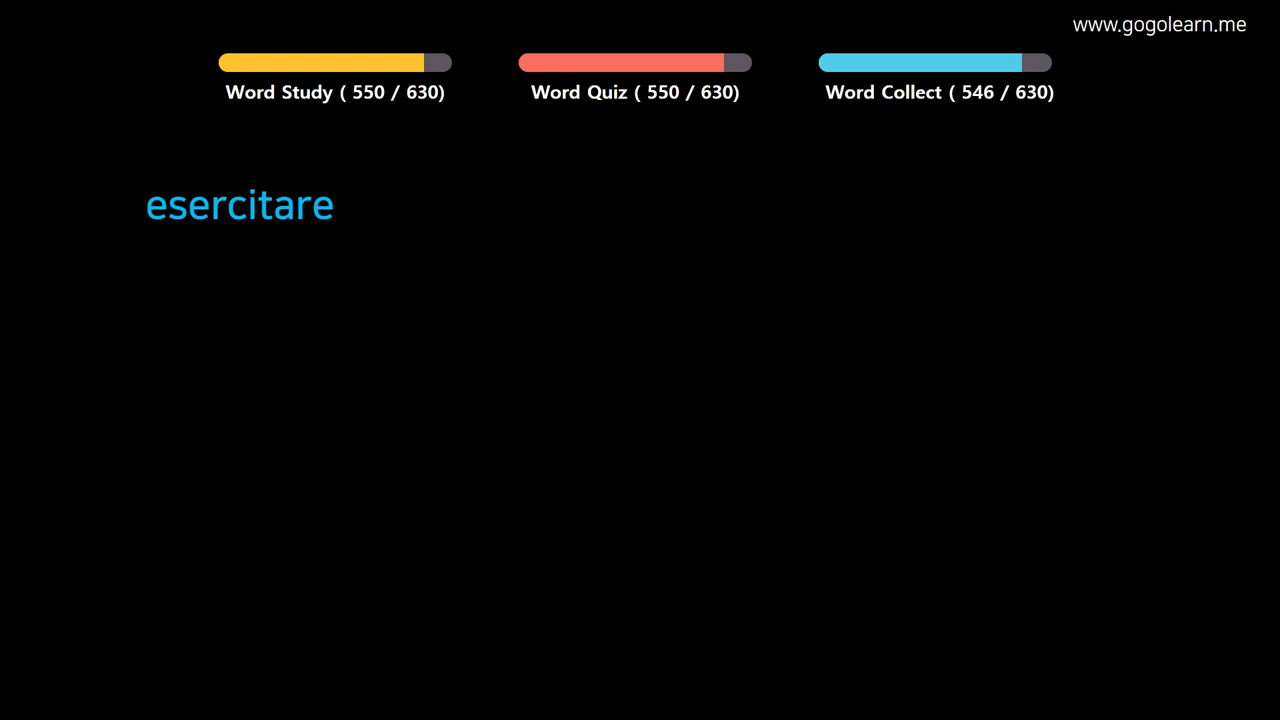 www.gogolearn.me
Word Study ( 550 / 630)
Word Quiz ( 550 / 630)
Word Collect ( 546 / 630)
esercitare